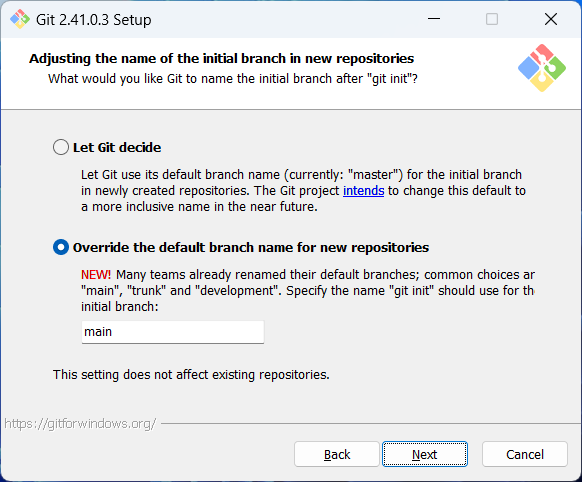 Git 2.41.0.3 Setup
Adjusting the name of the initial branch in new repositories
What would you like Git to name the initial branch after "git init"?
Let Git decide
Let Git use its default branch name (currently: "master") for the initial branch
in newly created repositories. The Git project intends to change this default to
a more inclusive name in the near future.
Override the default branch name for new repositories
NEW! Many teams already renamed their default branches; common choices ar
"main", "trunk" and "development". Specify the name "git init" should use for the
initial branch:
main
This setting does not affect existing repositories.
https://gitforwindows.org/
Back Next Cancel